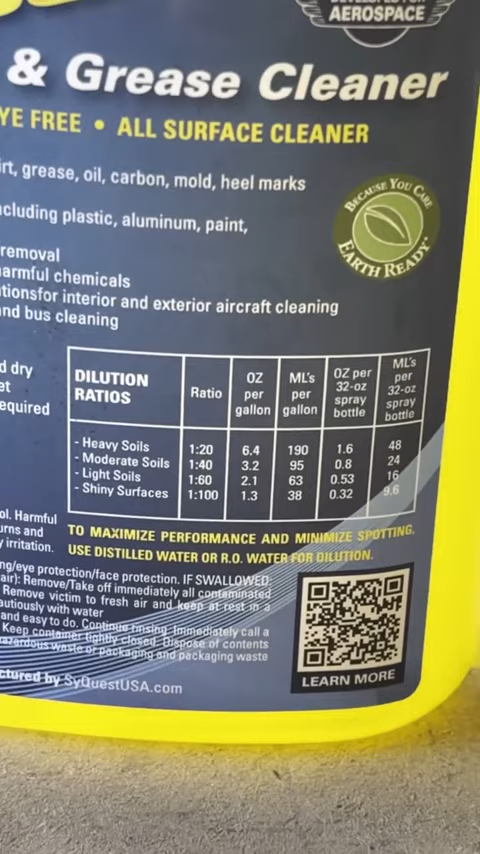 AEROSPACE
& Grease Cleaner
YE FREE • ALL SURFACE CLEANER
irt, grease, oil, carbon, mold, heel marks
BECAUSE YOU CARE
EARTH READY
ncluding plastic, aluminum, paint,
removal
armful chemicals
tionsfor interior and exterior aircraft cleaning
nd bus cleaning
d dry
et
equired
DILUTION RATIOS | Ratio | OZ per gallon | ML's per gallon | OZ per 32-oz spray bottle | ML's per 32-oz spray bottle
- Heavy Soils 1:20 6.4 190 1.6 48
- Moderate Soils 1:40 3.2 95 0.8 24
- Light Soils 1:60 2.1 63 0.53 16
- Shiny Surfaces 1:100 1.3 38 0.32 9.6
TO MAXIMIZE PERFORMANCE AND MINIMIZE SPOTTING,
USE DISTILLED WATER OR R.O. WATER FOR DILUTION.
ol. Harmful
urns and
y irritation.
ng/eye protection/face protection. IF SWALLOWED:
air): Remove/Take off immediately all contaminated
Remove victim to fresh air and keep at rest in a
autiously with water
and easy to do. Continue rinsing. Immediately call a
Keep container tightly closed. Dispose of contents
azardous waste or packaging and packaging waste
ctured by SyQuestUSA.com
LEARN MORE